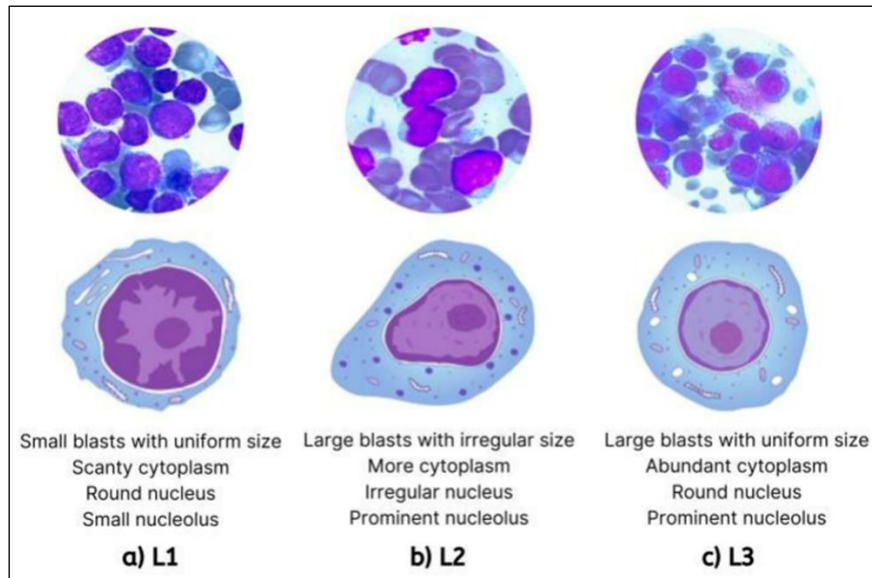 Small blasts with uniform size
Scanty cytoplasm
Round nucleus
Small nucleolus
a) L1
Large blasts with irregular size
More cytoplasm
Irregular nucleus
Prominent nucleolus
b) L2
Large blasts with uniform size
Abundant cytoplasm
Round nucleus
Prominent nucleolus
c) L3